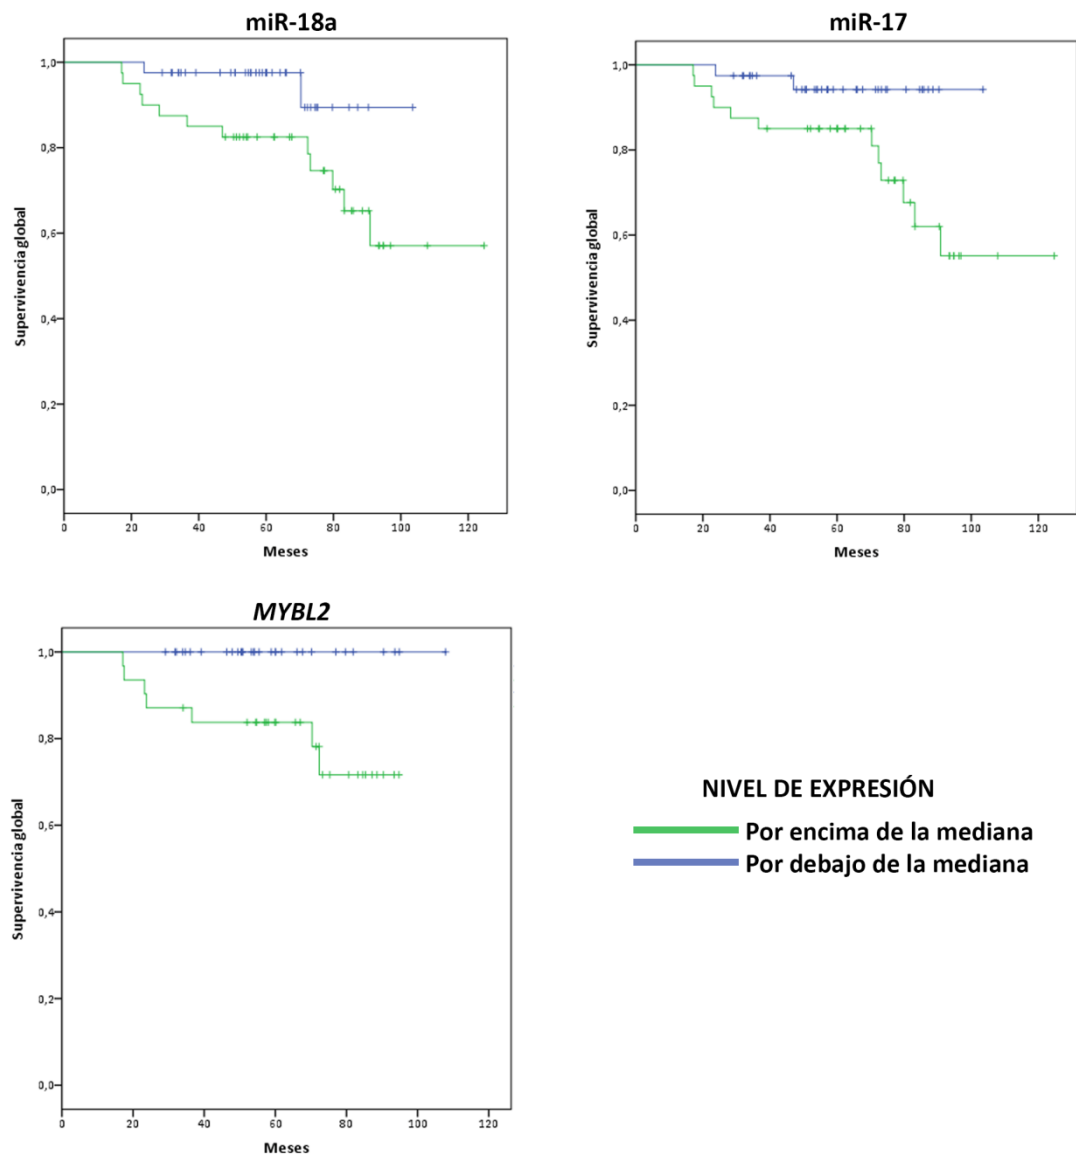 miR-18a
1,0
0,8
0,6
0,4
0,2
0,0
Supervivencia global
0 20 40 60 80 100 120
Meses
miR-17
1,0
0,8
0,6
0,4
0,2
0,0
Supervivencia global
0 20 40 60 80 100 120
Meses
MYBL2
1,0
0,8
0,6
0,4
0,2
0,0
Supervivencia global
0 20 40 60 80 100 120
Meses
NIVEL DE EXPRESIÓN
Por encima de la mediana
Por debajo de la mediana